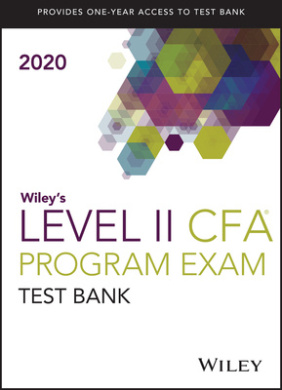 PROVIDES ONE-YEAR ACCESS TO TEST BANK
2020
Wiley's
LEVEL II CFA®
PROGRAM EXAM
TEST BANK
WILEY